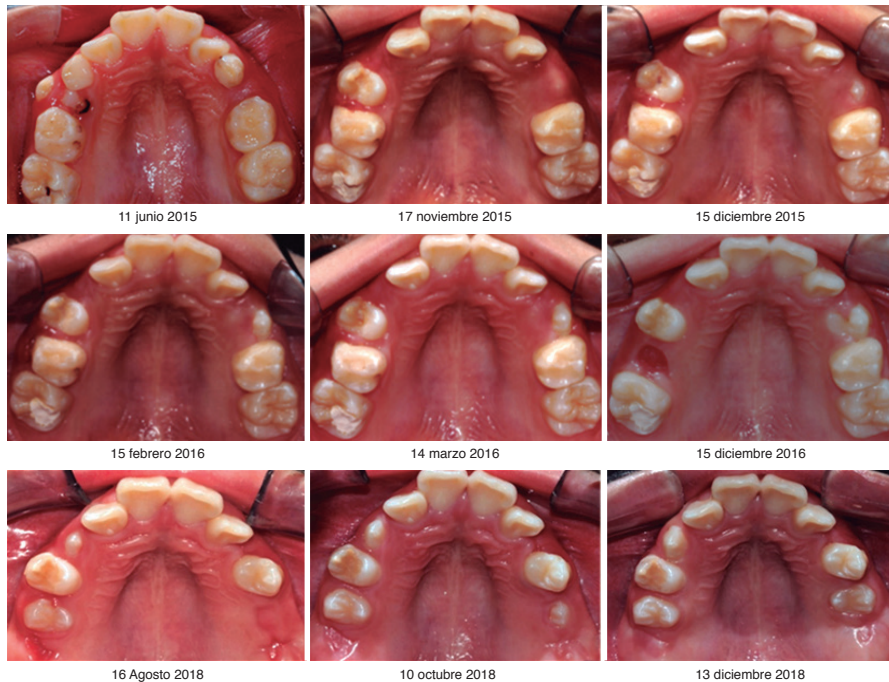 11 junio 2015
17 noviembre 2015
15 diciembre 2015
15 febrero 2016
14 marzo 2016
15 diciembre 2016
16 Agosto 2018
10 octubre 2018
13 diciembre 2018